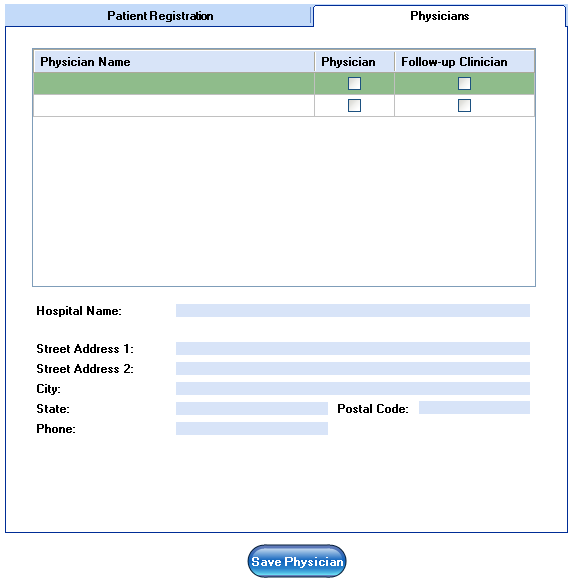 Patient Registration Physicians
Physician Name Physician Follow-up Clinician
Hospital Name:
Street Address 1:
Street Address 2:
City:
State: Postal Code:
Phone:
Save Physician